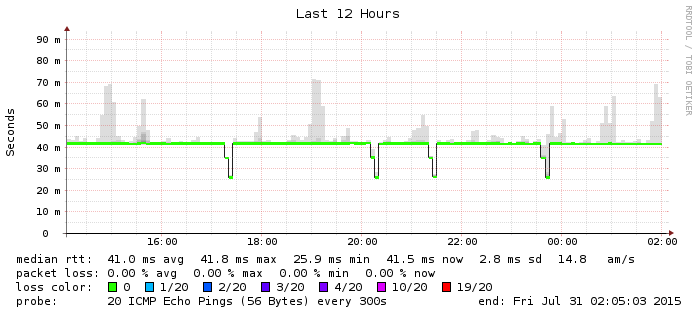 Last 12 Hours
RRDTOOL / TOBI OETIKER
Seconds
90 m
80 m
70 m
60 m
50 m
40 m
30 m
20 m
10 m
0
16:00 18:00 20:00 22:00 00:00 02:00
median rtt: 41.0 ms avg 41.8 ms max 25.9 ms min 41.5 ms now 2.8 ms sd 14.8 am/s
packet loss: 0.00 % avg 0.00 % max 0.00 % min 0.00 % now
loss color: 0 1/20 2/20 3/20 4/20 10/20 19/20
probe: 20 ICMP Echo Pings (56 Bytes) every 300s end: Fri Jul 31 02:05:03 2015